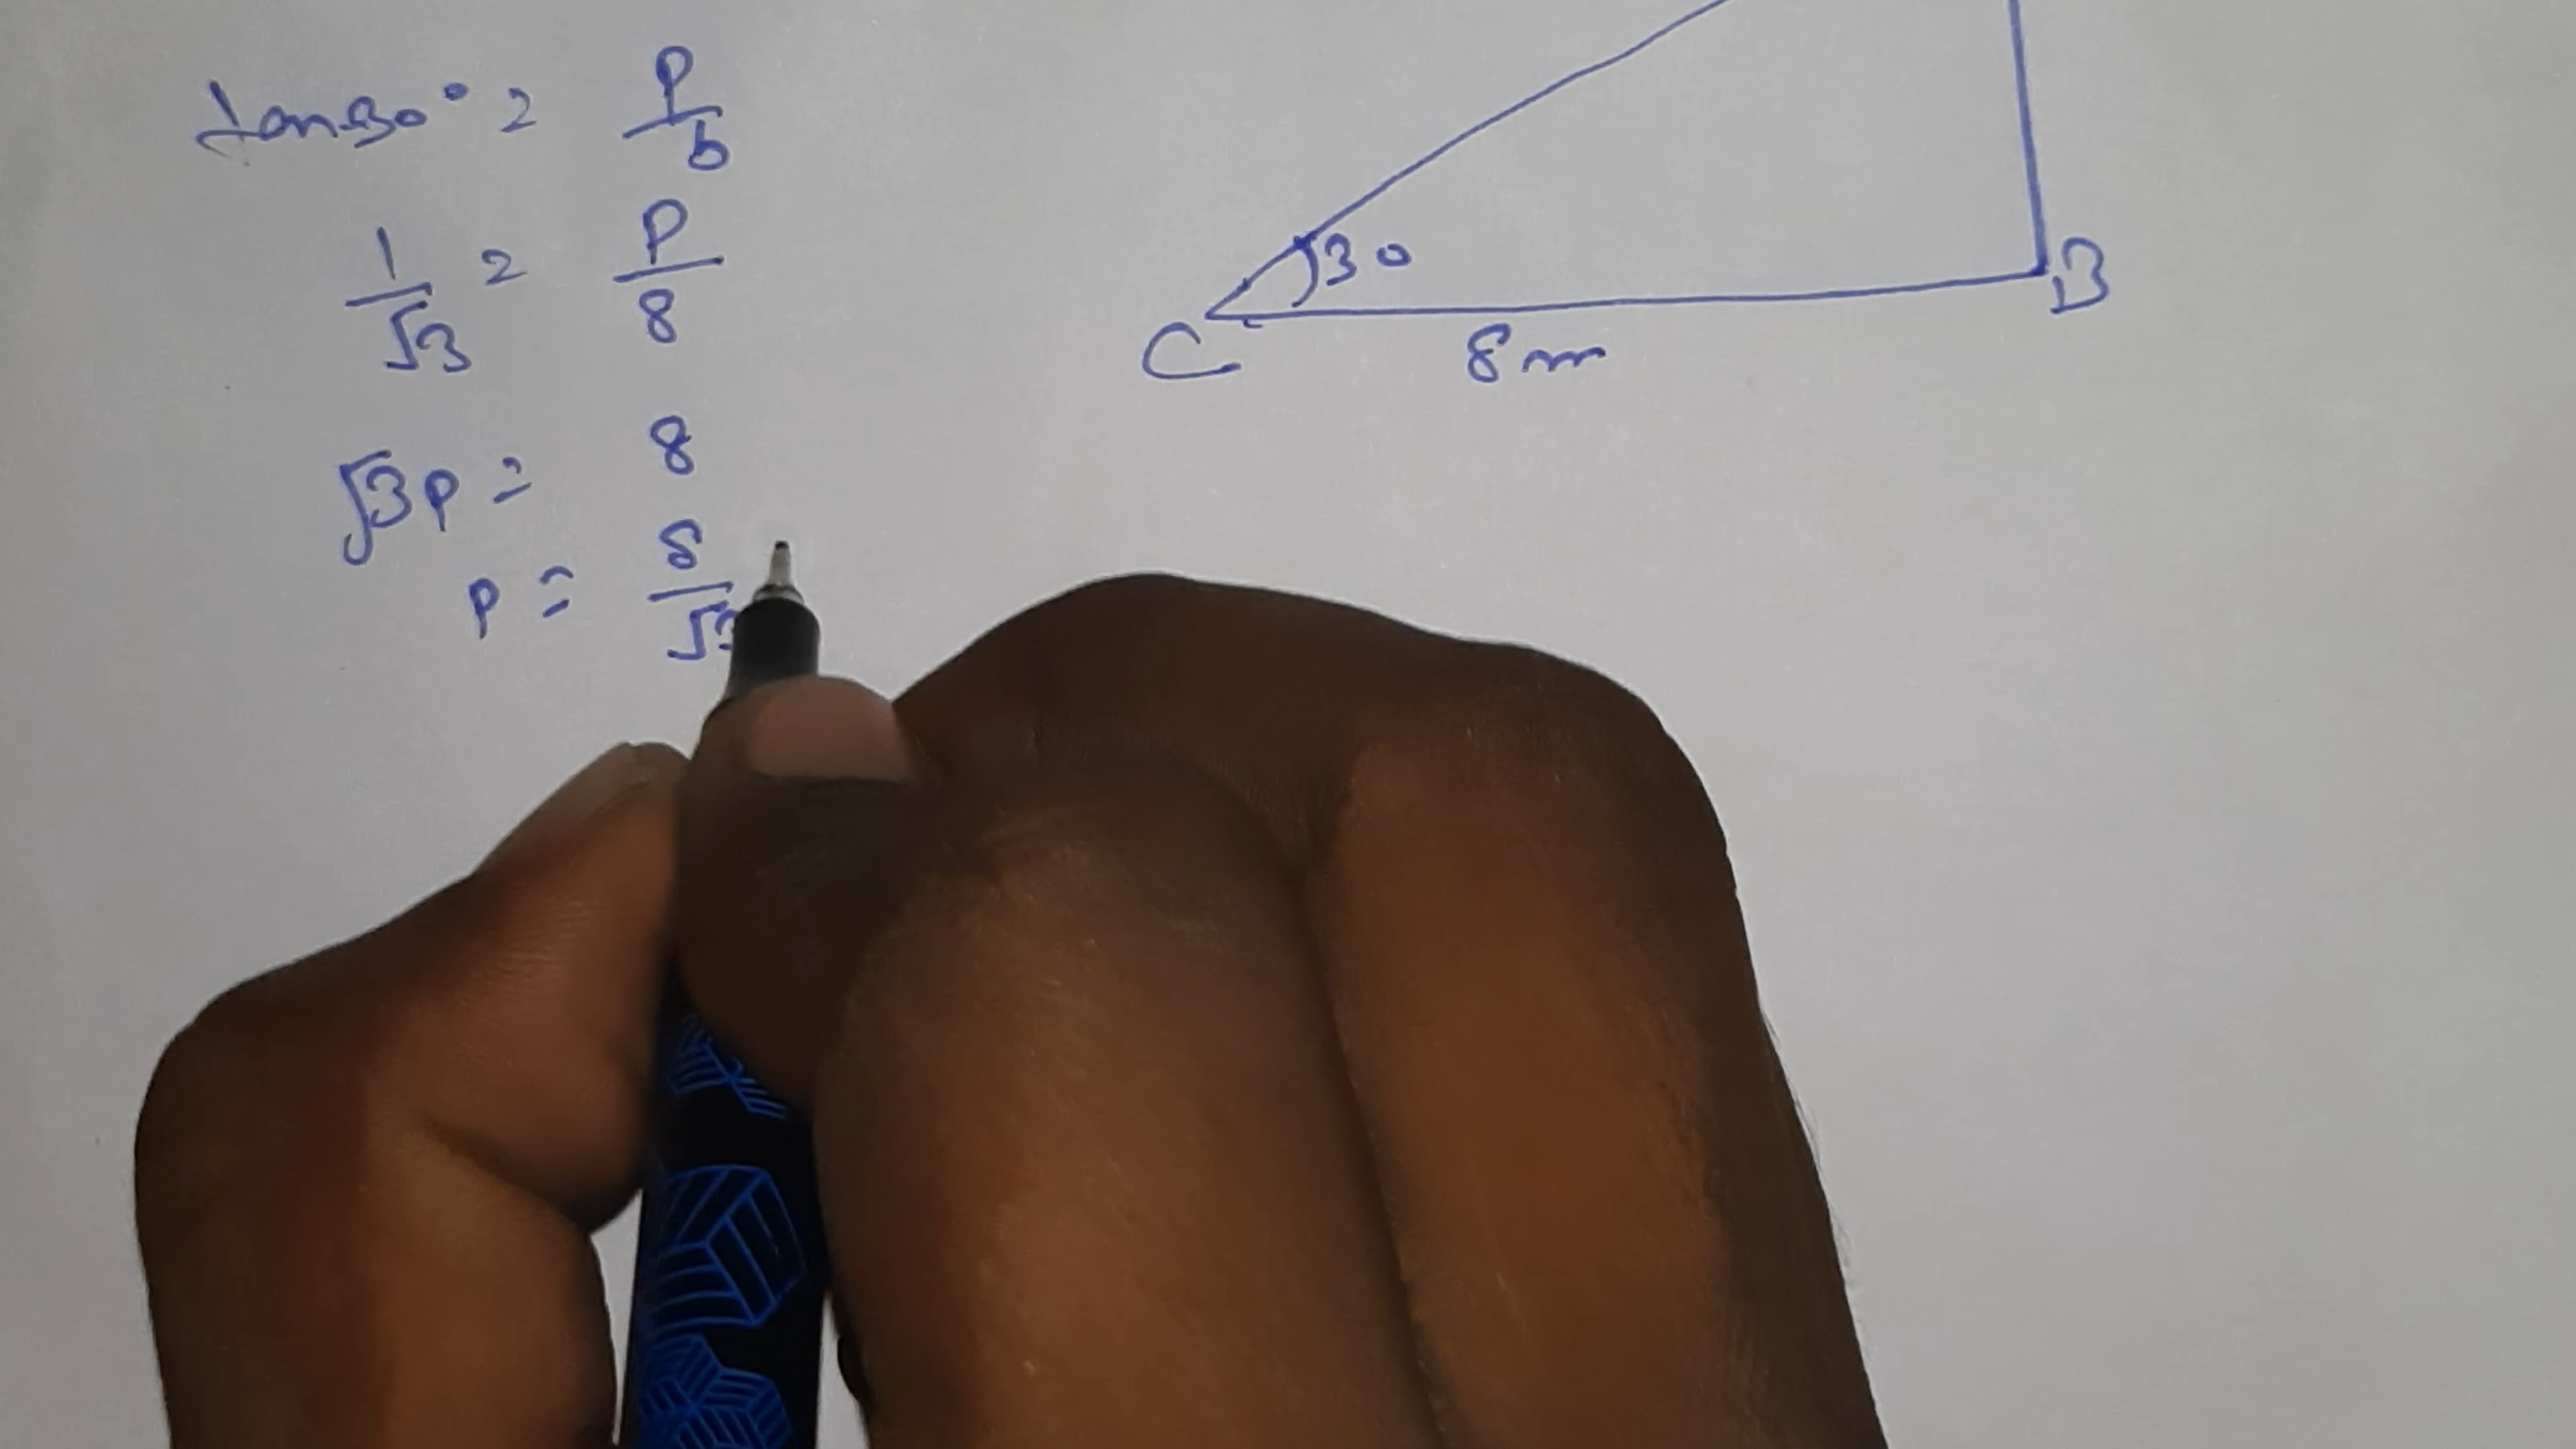 tan30° = P/b
1/√3 = P/8
√3P = 8
P = 8/√3
30
C
B
8m